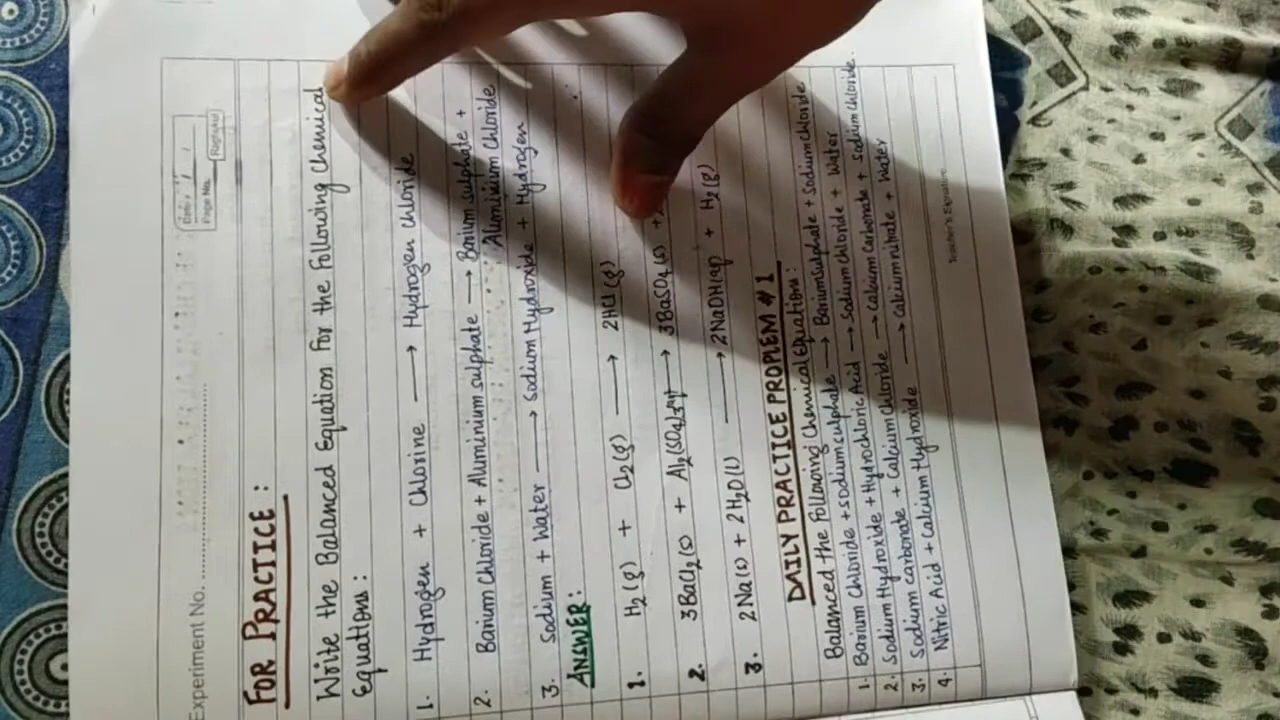 Date / /
Page No.
Raghukul
Experiment No.
FOR PRACTICE :
Write the Balanced Equation For the Following Chemical
Equations :
1. Hydrogen + Chlorine ⟶ Hydrogen chloride
2. Barium Chloride + Aluminium sulphate ⟶ Barium sulphate +
Aluminium chloride
3. Sodium + Water ⟶ Sodium Hydroxide + Hydrogen
ANSWER :
1. H₂(g) + Cl₂(g) ⟶ 2HCl(g)
2. 3BaCl₂(s) + Al₂(SO₄)₃(aq) ⟶ 3BaSO₄(s) +
3. 2Na(s) + 2H₂O(l) ⟶ 2NaOH(aq) + H₂(g)
DAILY PRACTICE PROPLEM # 1
Balanced the Following Chemical Equations :
1. Barium Chloride + sodium sulphate ⟶ Barium sulphate + Sodium chloride
2. Sodium Hydroxide + Hydrochloric Acid ⟶ Sodium chloride + Water
3. Sodium carbonate + Calcium chloride ⟶ Calcium carbonate + sodium chloride.
4. Nitric Acid + Calcium Hydroxide ⟶ Calcium nitrate + Water
Teacher's Signature